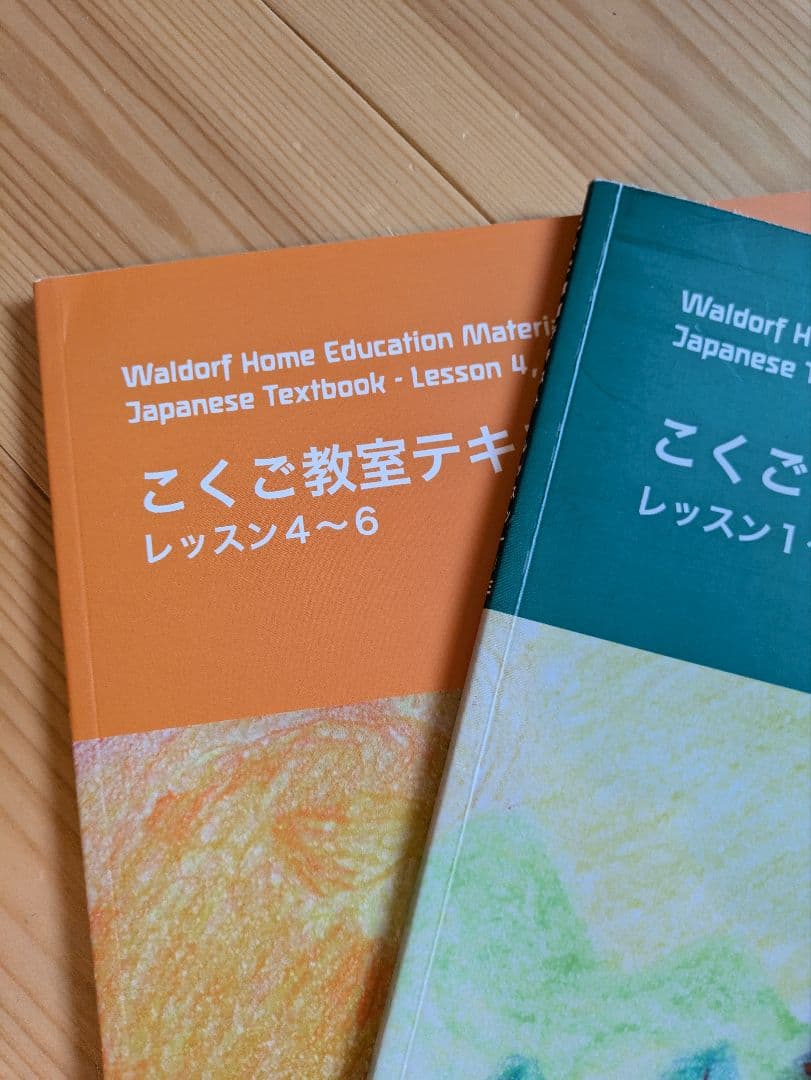 Waldorf Home Education
Japanese Textbook - Lesson 4,
こくご教室テキ
レッスン4〜6
Waldorf
Japanese
こくご
レッスン1